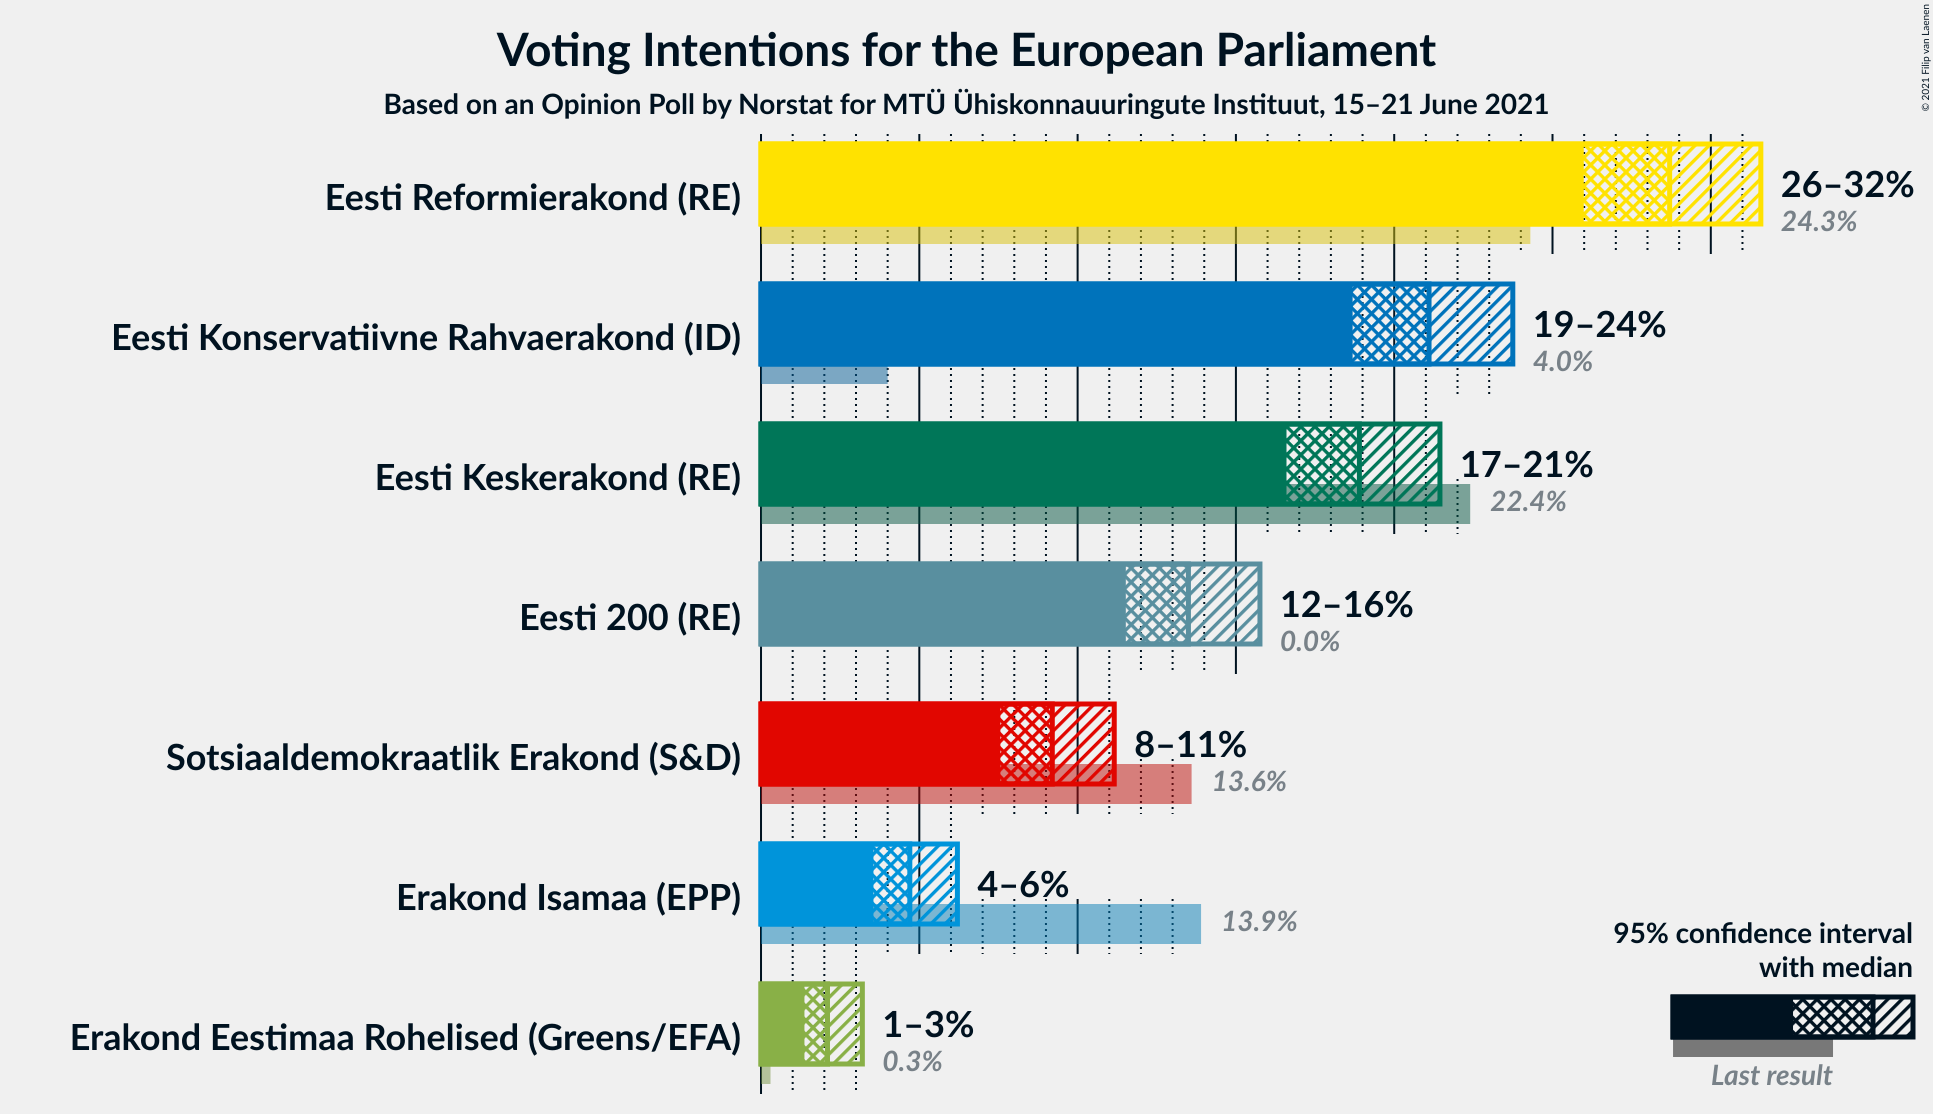 Voting Intentions for the European Parliament
Based on an Opinion Poll by Norstat for MTÜ Ühiskonnauuringute Instituut, 15–21 June 2021
© 2021 Filip van Laenen
Eesti Reformierakond (RE)
26–32%
24.3%
Eesti Konservatiivne Rahvaerakond (ID)
19–24%
4.0%
Eesti Keskerakond (RE)
17–21%
22.4%
Eesti 200 (RE)
12–16%
0.0%
Sotsiaaldemokraatlik Erakond (S&D)
8–11%
13.6%
Erakond Isamaa (EPP)
4–6%
13.9%
Erakond Eestimaa Rohelised (Greens/EFA)
1–3%
0.3%
95% confidence interval
with median
Last result